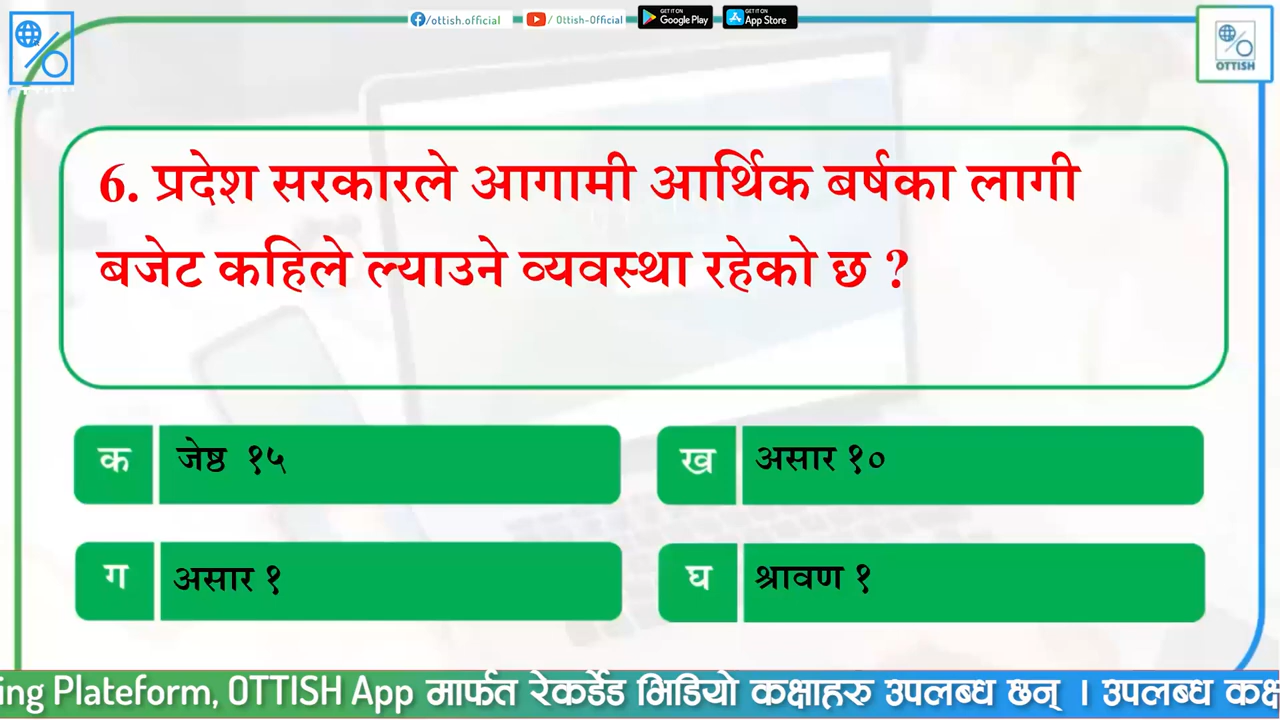 /ottish.official
/ Ottish-Official
GET IT ON
Google Play
GET IT ON
App Store
OTTISH
6. प्रदेश सरकारले आगामी आर्थिक बर्षका लागी
बजेट कहिले ल्याउने व्यवस्था रहेको छ ?
क जेष्ठ १५
ख असार १०
ग असार १
घ श्रावण १
ing Plateform, OTTISH App मार्फत रेकर्डेड भिडियो कक्षाहरु उपलब्ध छन् । उपलब्ध कक्ष